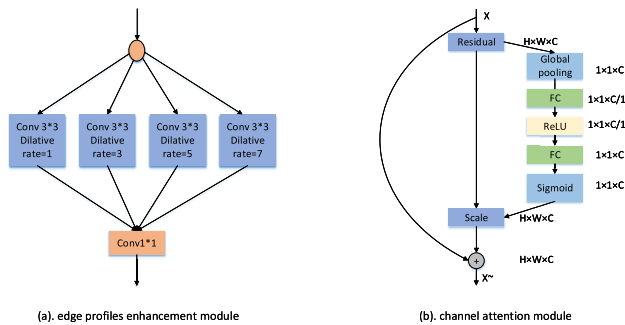 Conv 3*3
Dilative
rate=1
Conv 3*3
Dilative
rate=3
Conv 3*3
Dilative
rate=5
Conv 3*3
Dilative
rate=7
Conv1*1
(a). edge profiles enhancement module
X
Residual
H×W×C
Global
pooling
1×1×C
FC
1×1×C/1
ReLU
1×1×C/1
FC
1×1×C
Sigmoid
1×1×C
Scale
H×W×C
+
H×W×C
X~
(b). channel attention module